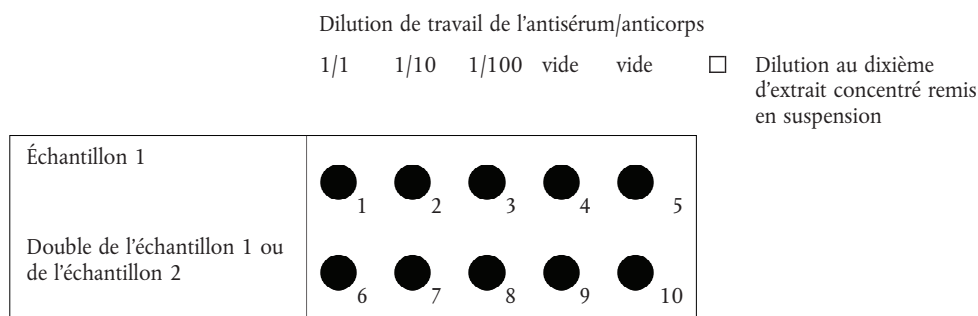 Dilution de travail de l'antisérum/anticorps
1/1 1/10 1/100 vide vide □ Dilution au dixième
d'extrait concentré remis
en suspension
Échantillon 1
1 2 3 4 5
Double de l'échantillon 1 ou
de l'échantillon 2
6 7 8 9 10